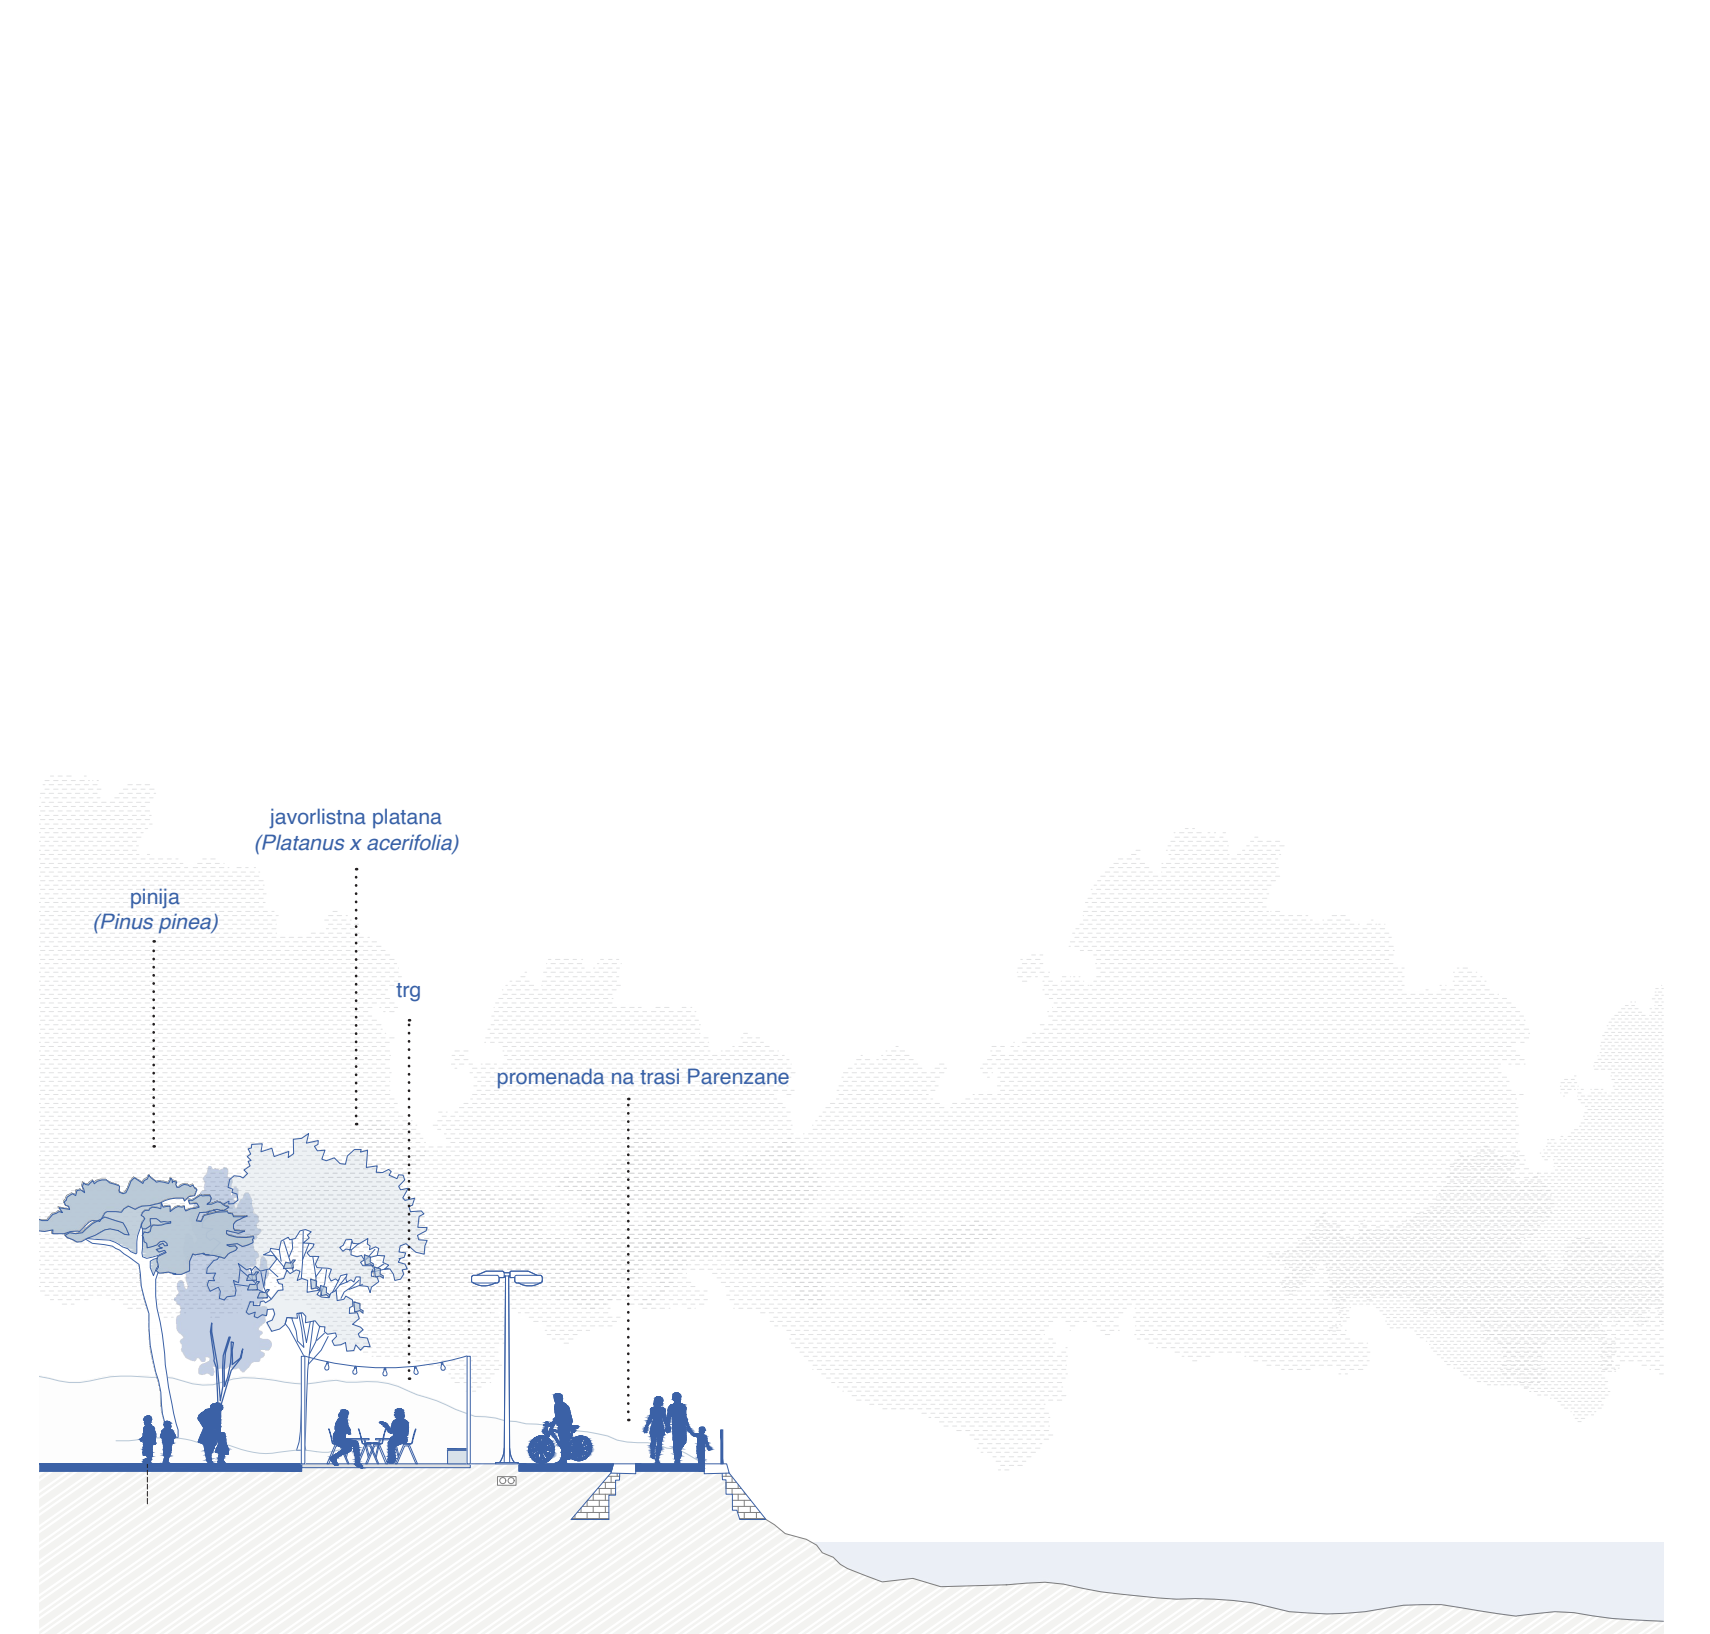 javorlistna platana
(Platanus x acerifolia)
pinija
(Pinus pinea)
trg
promenada na trasi Parenzane